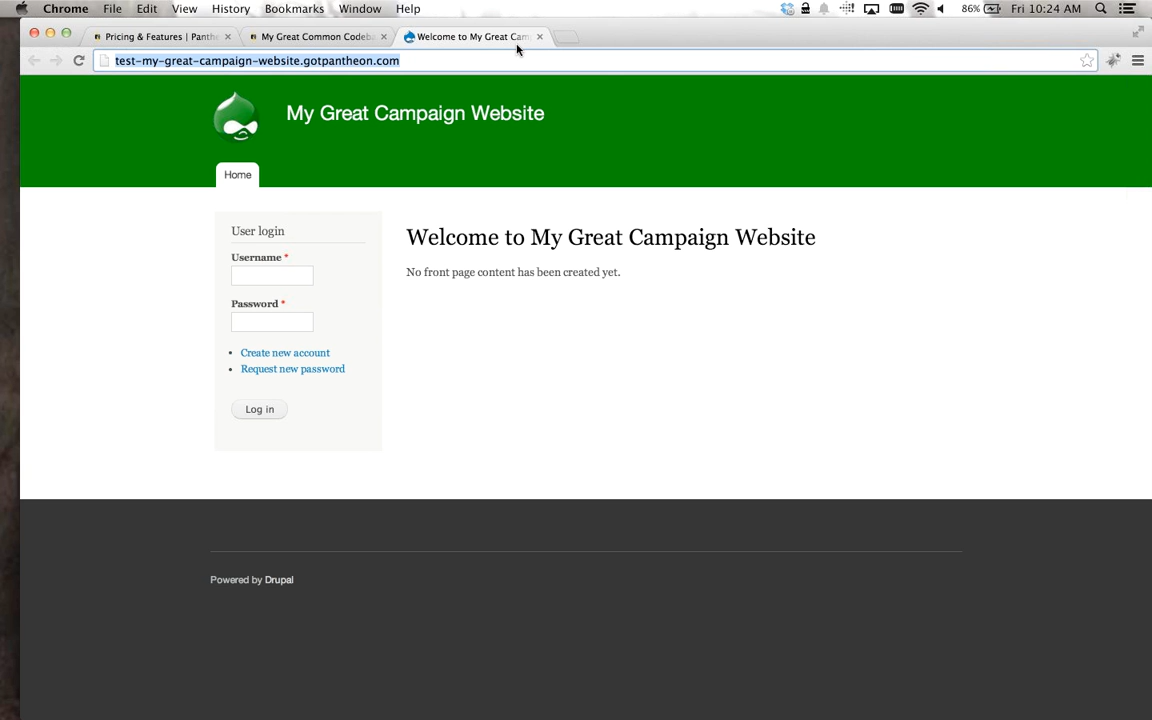 Chrome File Edit View History Bookmarks Window Help 86% Fri 10:24 AM
Pricing & Features | Panthe My Great Common Codeb Welcome to My Great Cam
test-my-great-campaign-website.gotpantheon.com
My Great Campaign Website
Home
User login
Username *
Password *
Create new account
Request new password
Log in
Welcome to My Great Campaign Website
No front page content has been created yet.
Powered by Drupal